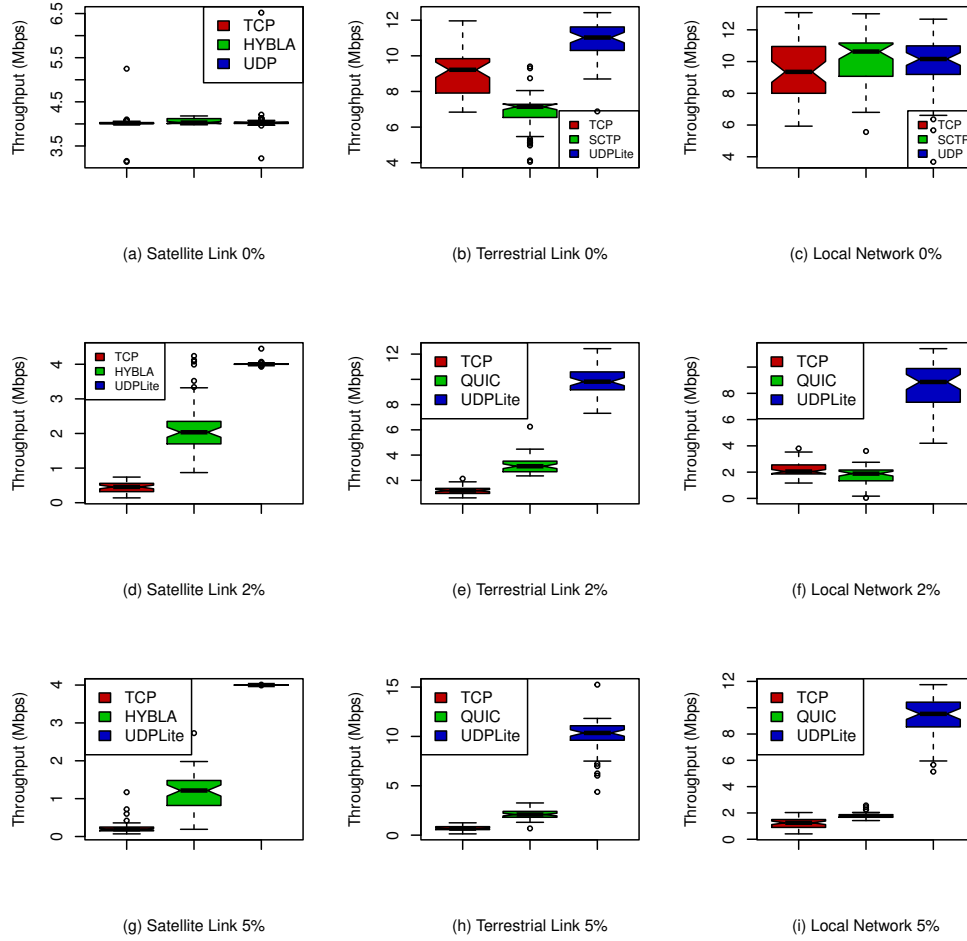 Throughput (Mbps)
3.5
4.5
5.5
6.5
TCP
HYBLA
UDP
(a) Satellite Link 0%
Throughput (Mbps)
4
6
8
10
12
TCP
SCTP
UDPLite
(b) Terrestrial Link 0%
Throughput (Mbps)
4
6
8
10
12
TCP
SCTP
UDP
(c) Local Network 0%
Throughput (Mbps)
0
1
2
3
4
TCP
HYBLA
UDPLite
(d) Satellite Link 2%
Throughput (Mbps)
2
4
6
8
12
TCP
QUIC
UDPLite
(e) Terrestrial Link 2%
Throughput (Mbps)
0
2
4
6
8
TCP
QUIC
UDPLite
(f) Local Network 2%
Throughput (Mbps)
0
1
2
3
4
TCP
HYBLA
UDPLite
(g) Satellite Link 5%
Throughput (Mbps)
0
5
10
15
TCP
QUIC
UDPLite
(h) Terrestrial Link 5%
Throughput (Mbps)
0
2
4
6
8
12
TCP
QUIC
UDPLite
(i) Local Network 5%